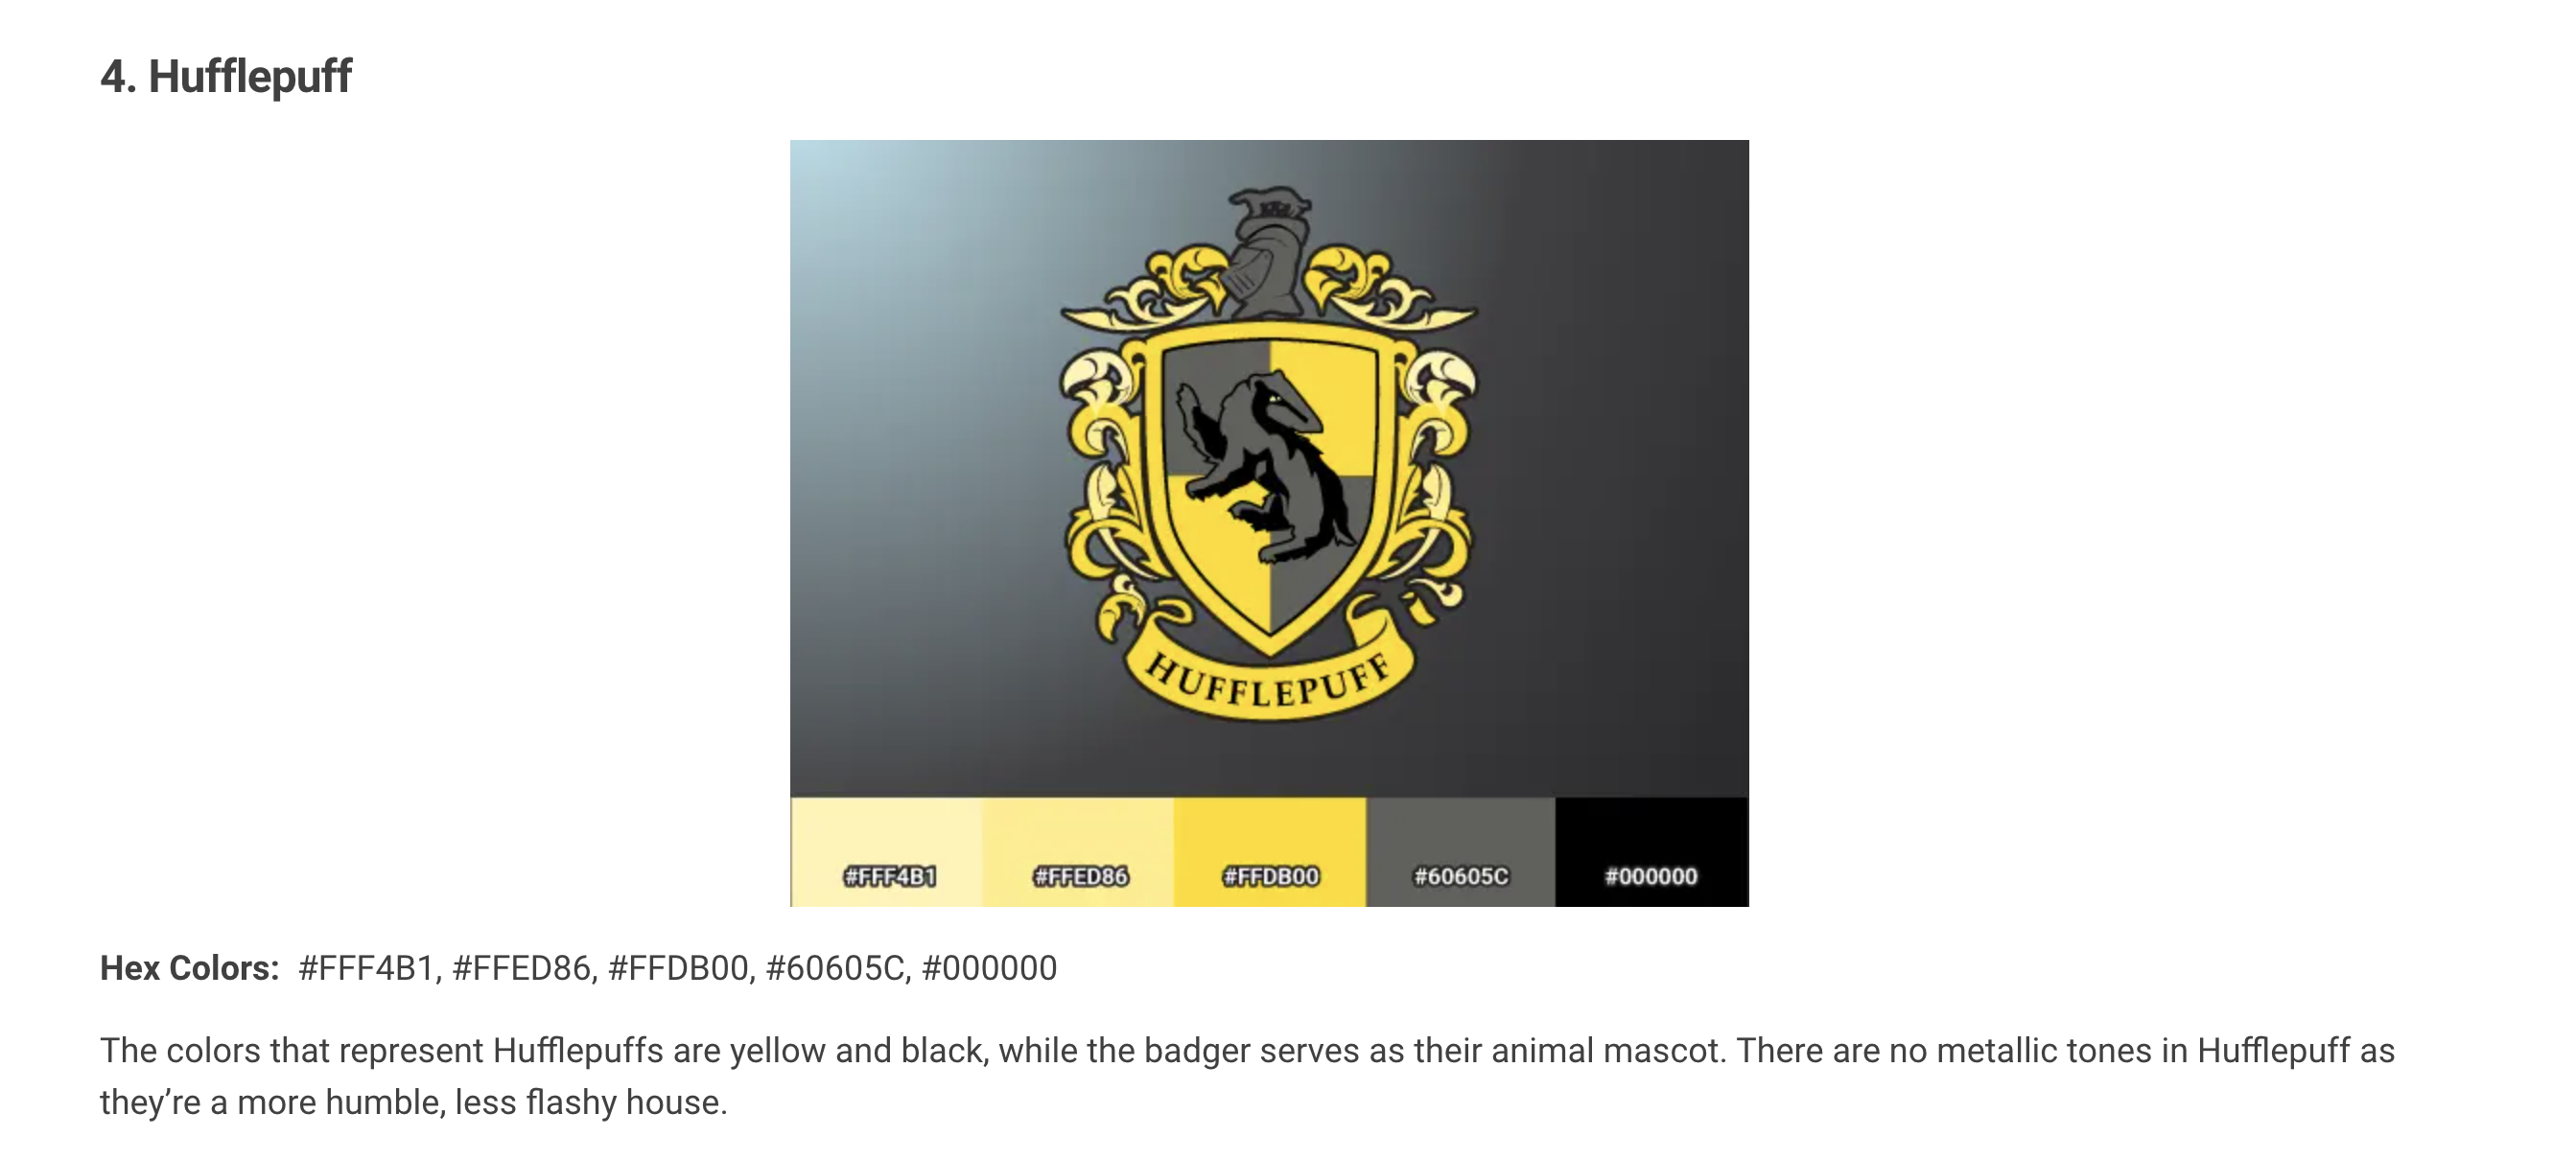 4. Hufflepuff
HUFFLEPUFF
#FFF4B1 #FFED86 #FFDB00 #60605C #000000
Hex Colors: #FFF4B1, #FFED86, #FFDB00, #60605C, #000000
The colors that represent Hufflepuffs are yellow and black, while the badger serves as their animal mascot. There are no metallic tones in Hufflepuff as
they’re a more humble, less flashy house.